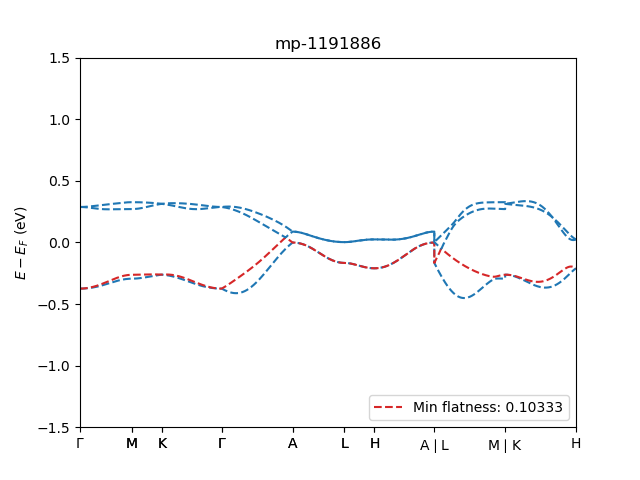 mp-1191886
E − E_F (eV)
1.5
1.0
0.5
0.0
−0.5
−1.0
−1.5
Γ M K Γ A L H A | L M | K H
Min flatness: 0.10333